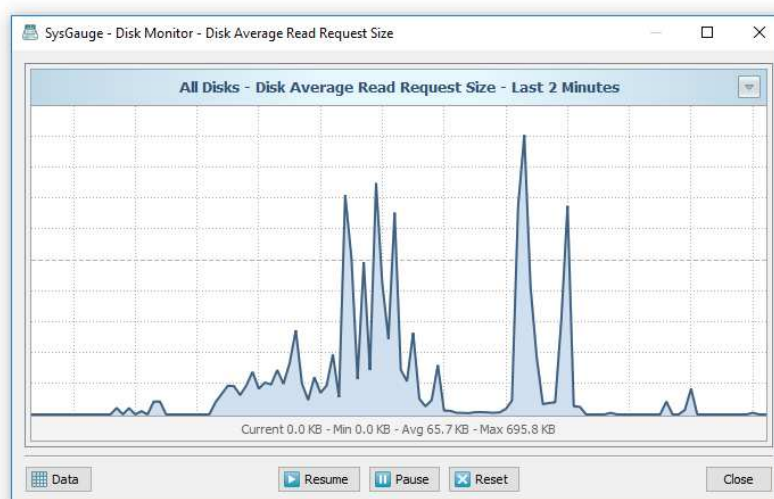 SysGauge - Disk Monitor - Disk Average Read Request Size
All Disks - Disk Average Read Request Size - Last 2 Minutes
Current 0.0 KB - Min 0.0 KB - Avg 65.7 KB - Max 695.8 KB
Data Resume Pause Reset Close